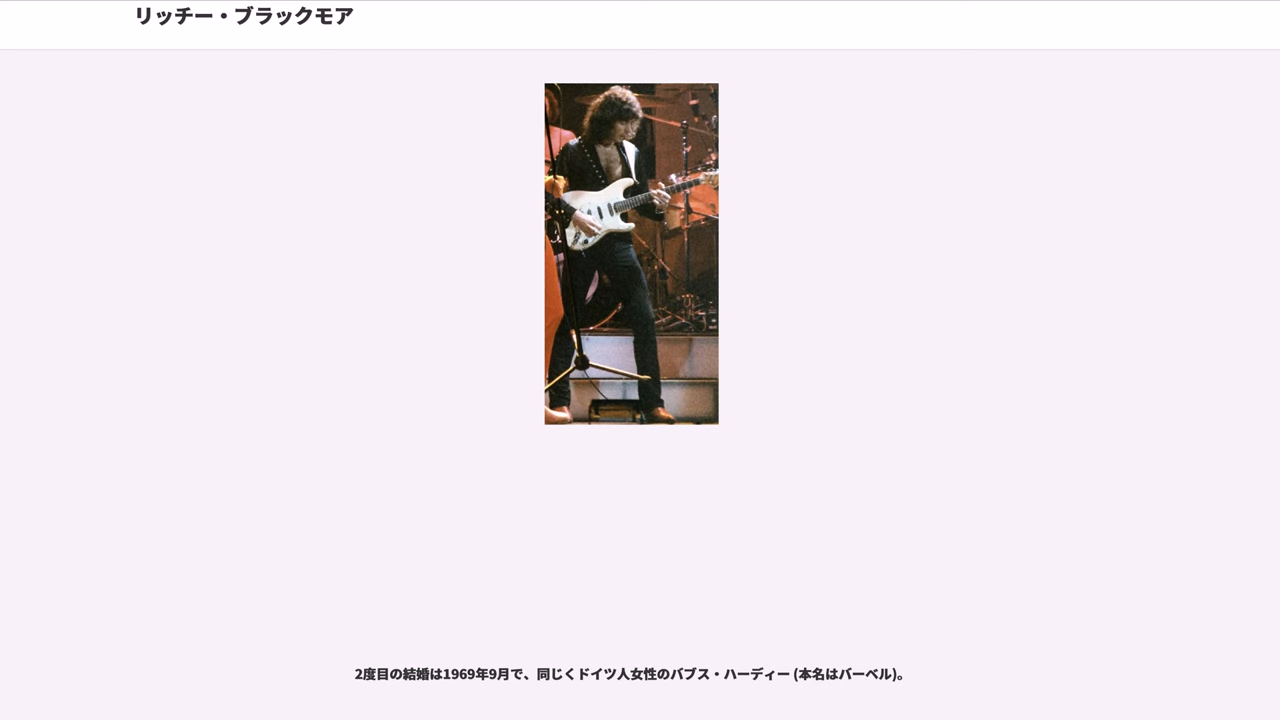 リッチー・ブラックモア
2度目の結婚は1969年9月で、同じくドイツ人女性のバブス・ハーディー (本名はバーベル)。